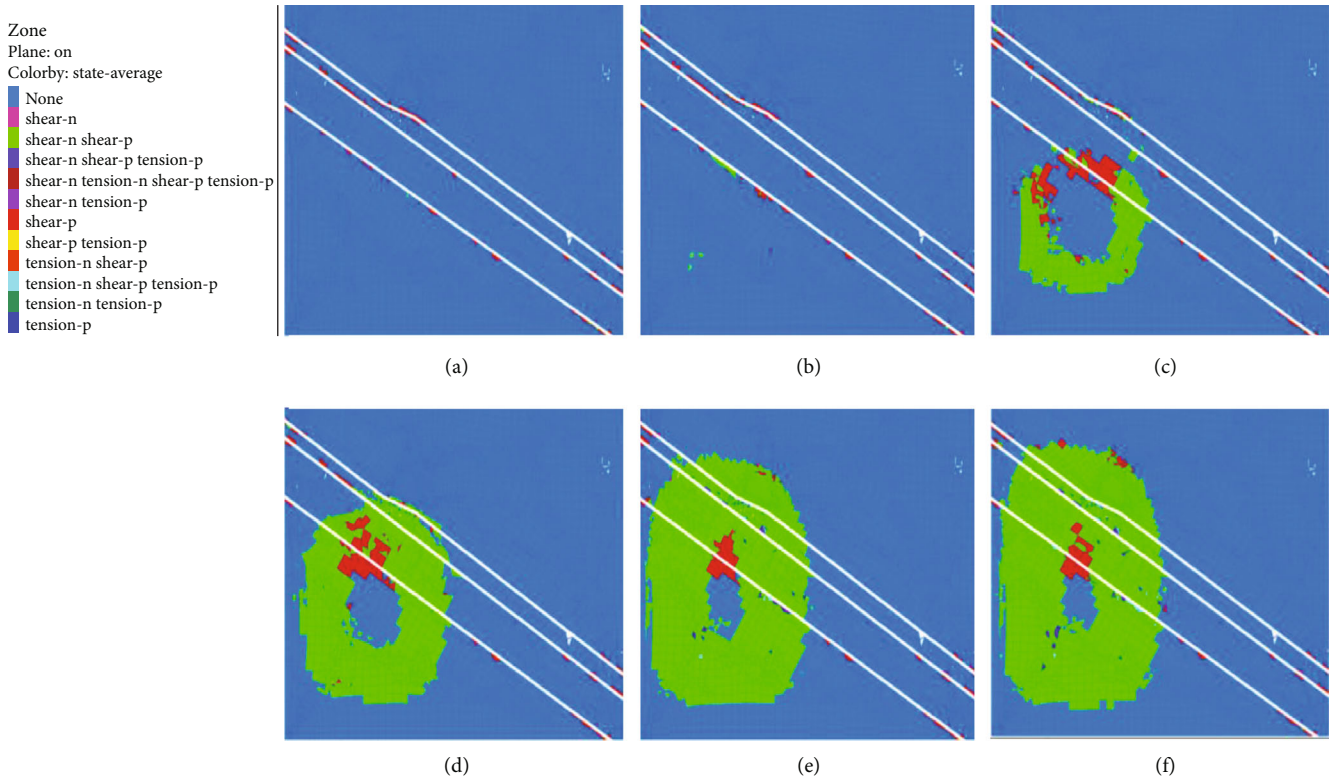 Zone
Plane: on
Colorby: state-average
None
shear-n
shear-n shear-p
shear-n shear-p tension-p
shear-n tension-n shear-p tension-p
shear-n tension-p
shear-p
shear-p tension-p
tension-n shear-p
tension-n shear-p tension-p
tension-n tension-p
tension-p
(a)
(b)
(c)
(d)
(e)
(f)